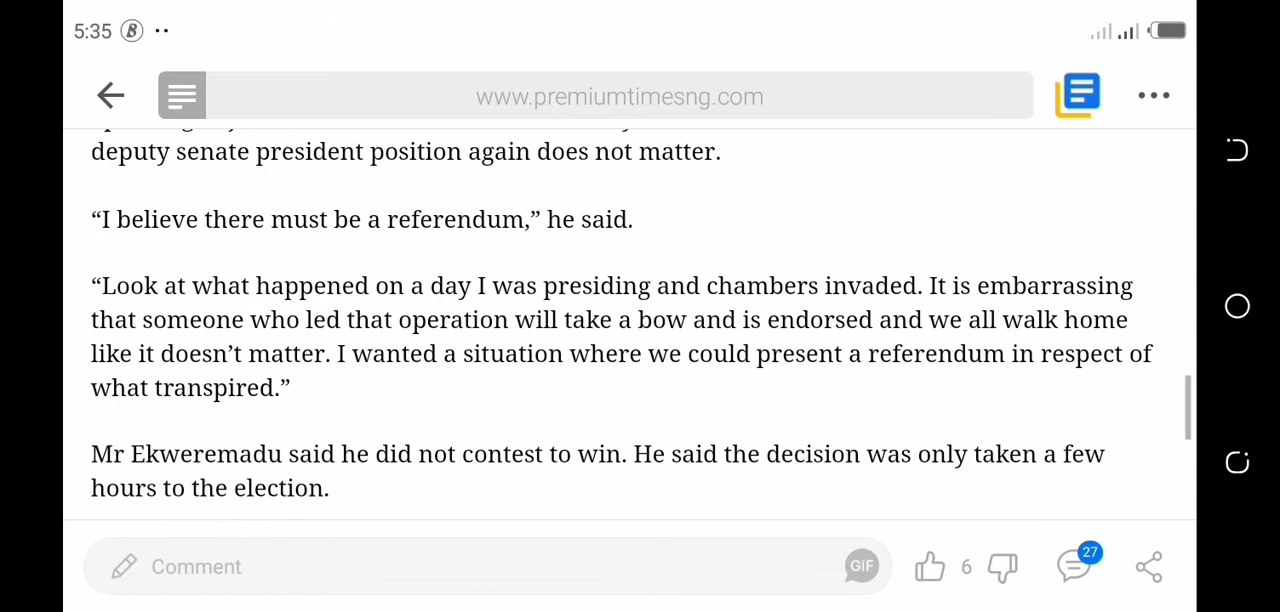 5:35
www.premiumtimesng.com
deputy senate president position again does not matter.
“I believe there must be a referendum,” he said.
“Look at what happened on a day I was presiding and chambers invaded. It is embarrassing
that someone who led that operation will take a bow and is endorsed and we all walk home
like it doesn’t matter. I wanted a situation where we could present a referendum in respect of
what transpired.”
Mr Ekweremadu said he did not contest to win. He said the decision was only taken a few
hours to the election.
Comment
GIF
6
27